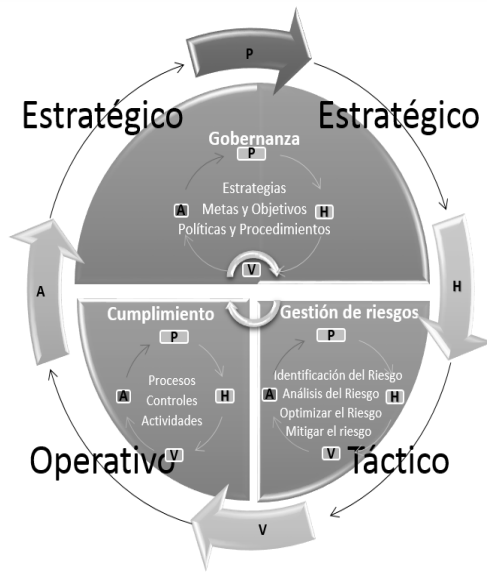 P
Estratégico
Estratégico
Gobernanza
P
Estrategias
A
Metas y Objetivos
H
Políticas y Procedimientos
V
A
H
Cumplimiento
P
Procesos
A
Controles
H
Actividades
V
Gestión de riesgos
P
Identificación del Riesgo
A
Análisis del Riesgo
H
Optimizar el Riesgo
Mitigar el riesgo
V
Operativo
Táctico
V